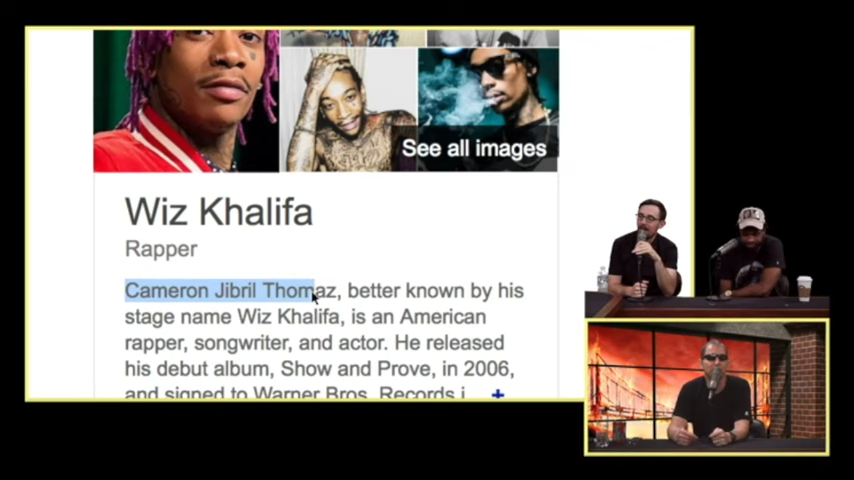 See all images
Wiz Khalifa
Rapper
Cameron Jibril Thomaz, better known by his
stage name Wiz Khalifa, is an American
rapper, songwriter, and actor. He released
his debut album, Show and Prove, in 2006,
and signed to Warner Bros. Records i...